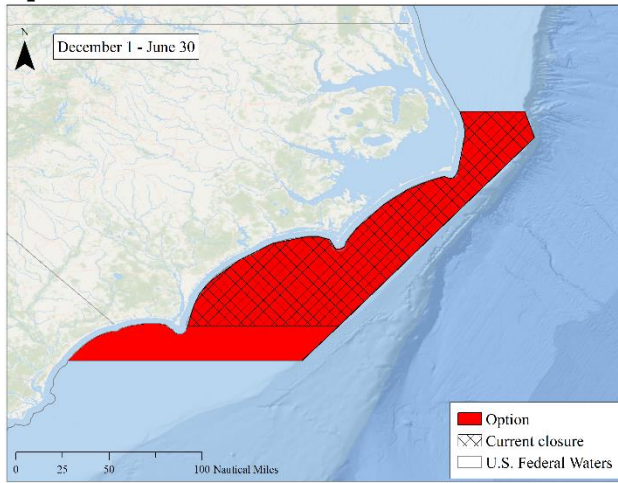 N
December 1 - June 30
Option
Current closure
U.S. Federal Waters
0 25 50 100 Nautical Miles